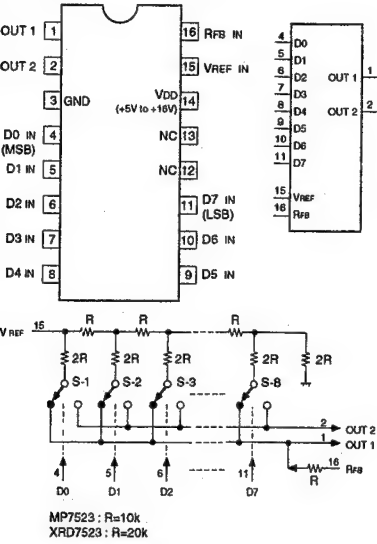 OUT 1 1 16 RFB IN
OUT 2 2 15 VREF IN
3 GND VDD 14
(+5V to +16V)
D0 IN 4 NC 13
(MSB)
D1 IN 5 NC 12
D2 IN 6 11 D7 IN
(LSB)
D3 IN 7 10 D6 IN
D4 IN 8 9 D5 IN
4 D0
5 D1
6 D2 OUT 1 1
7 D3
8 D4 OUT 2 2
9 D5
10 D6
11 D7
15 VREF
16 RFB
R R R
V REF 15
2R 2R 2R 2R 2R
S-1 S-2 S-3 S-8
2 OUT 2
1 OUT 1
4 5 6 11 16 RFB
R
D0 D1 D2 D7
MP7523 ; R=10k
XRD7523 ; R=20k